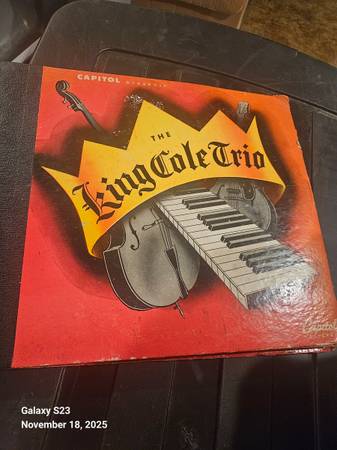 CAPITOL
THE
King Cole Trio
Capitol
Galaxy S23
November 18, 2025